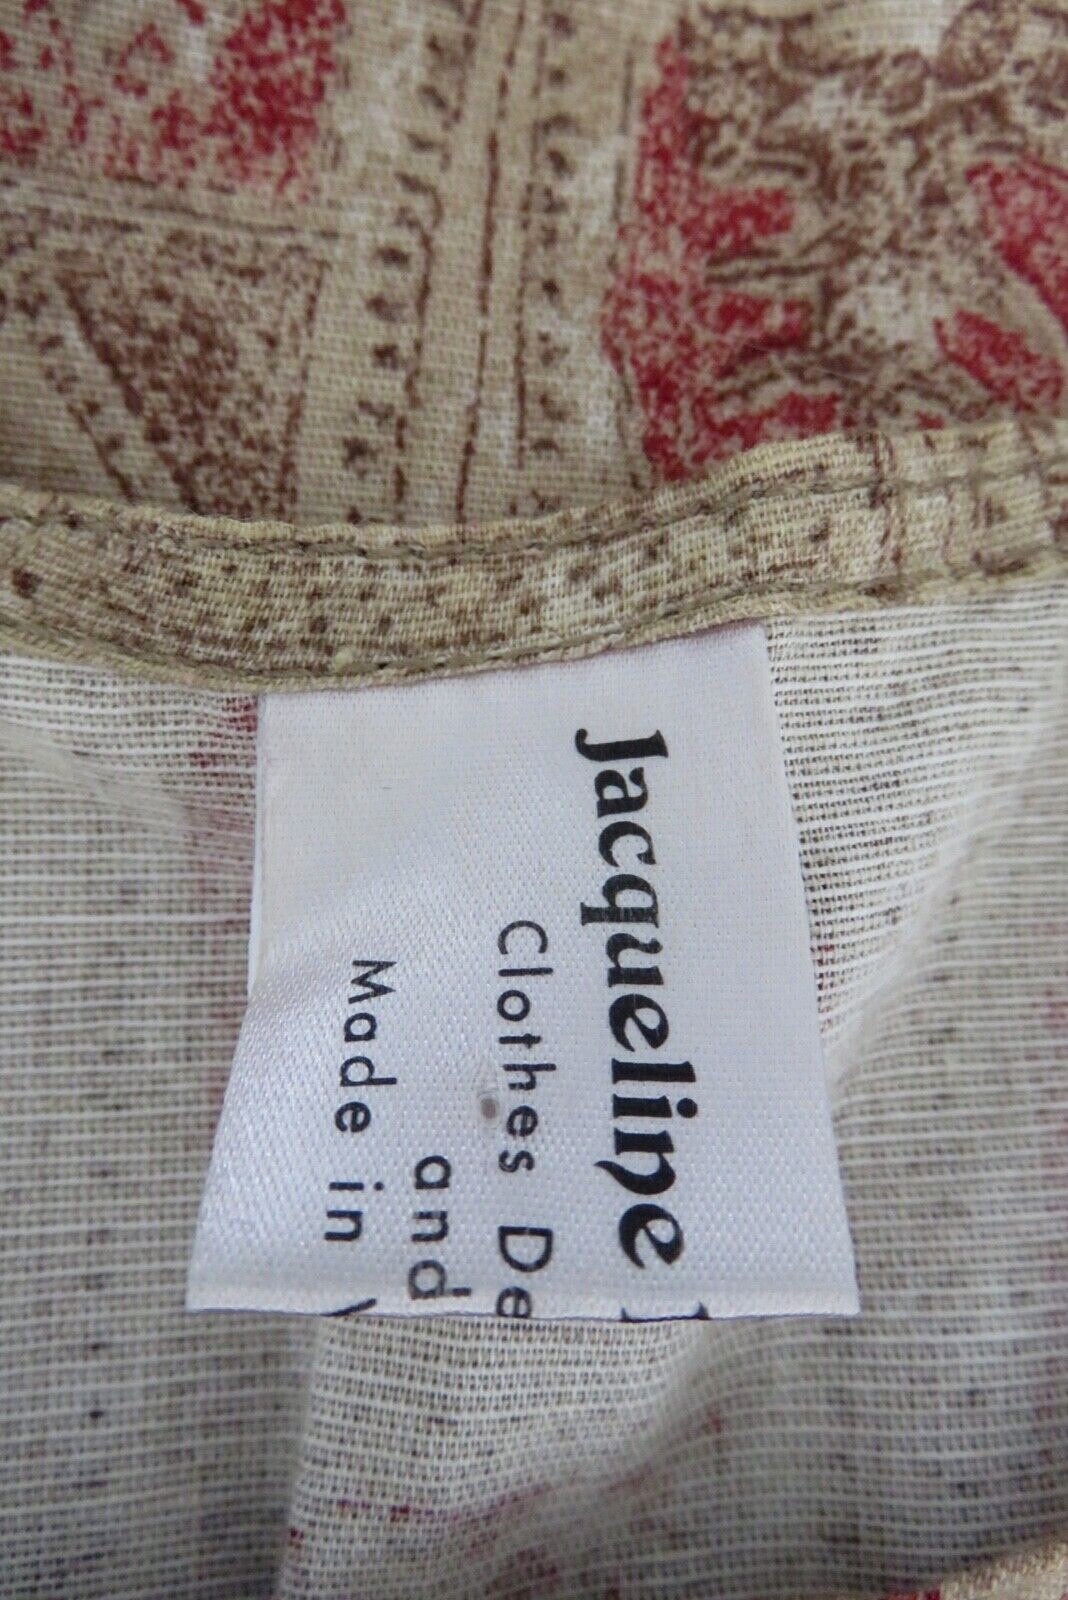 Jacqueline
Clothes De
and
Made in